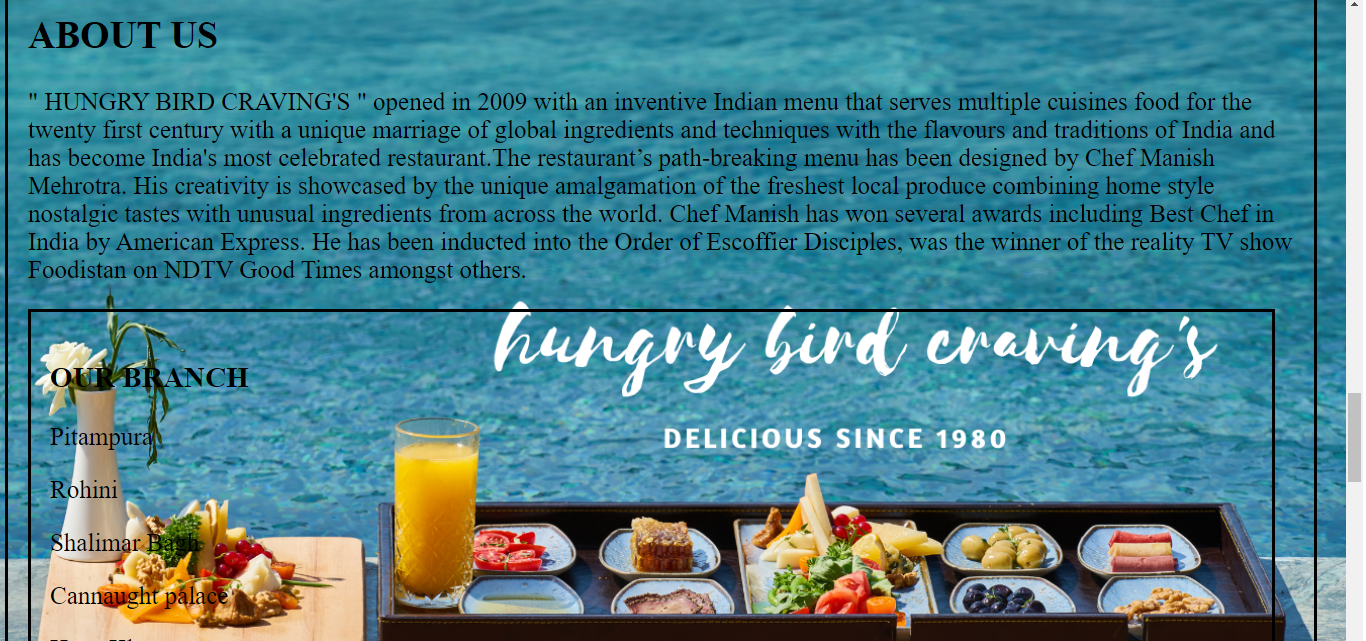 ABOUT US
" HUNGRY BIRD CRAVING'S " opened in 2009 with an inventive Indian menu that serves multiple cuisines food for the
twenty first century with a unique marriage of global ingredients and techniques with the flavours and traditions of India and
has become India's most celebrated restaurant.The restaurant’s path-breaking menu has been designed by Chef Manish
Mehrotra. His creativity is showcased by the unique amalgamation of the freshest local produce combining home style
nostalgic tastes with unusual ingredients from across the world. Chef Manish has won several awards including Best Chef in
India by American Express. He has been inducted into the Order of Escoffier Disciples, was the winner of the reality TV show
Foodistan on NDTV Good Times amongst others.
hungry bird craving's
OUR BRANCH
DELICIOUS SINCE 1980
Pitampura
Rohini
Shalimar Bagh
Cannaught palace